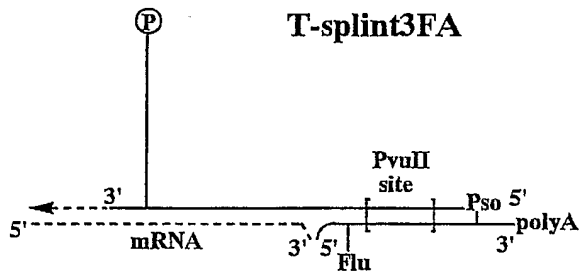 P T-splint3FA
PvuII
site
3' Pso 5'
5' mRNA 3' 5' 3' polyA
Flu